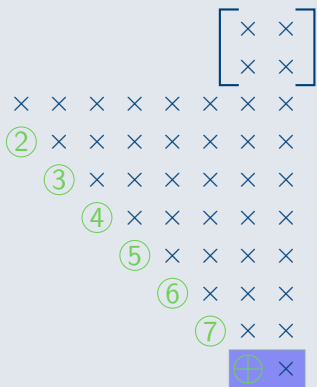 × ×
× ×
× × × × × × × ×
② × × × × × × ×
③ × × × × × ×
④ × × × × ×
⑤ × × × ×
⑥ × × ×
⑦ × ×
⊕ ×